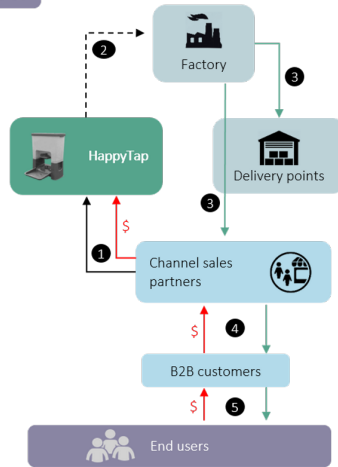 2
Factory
3
HappyTap
Delivery points
3
$
1
Channel sales
partners
$
4
B2B customers
$
5
End users